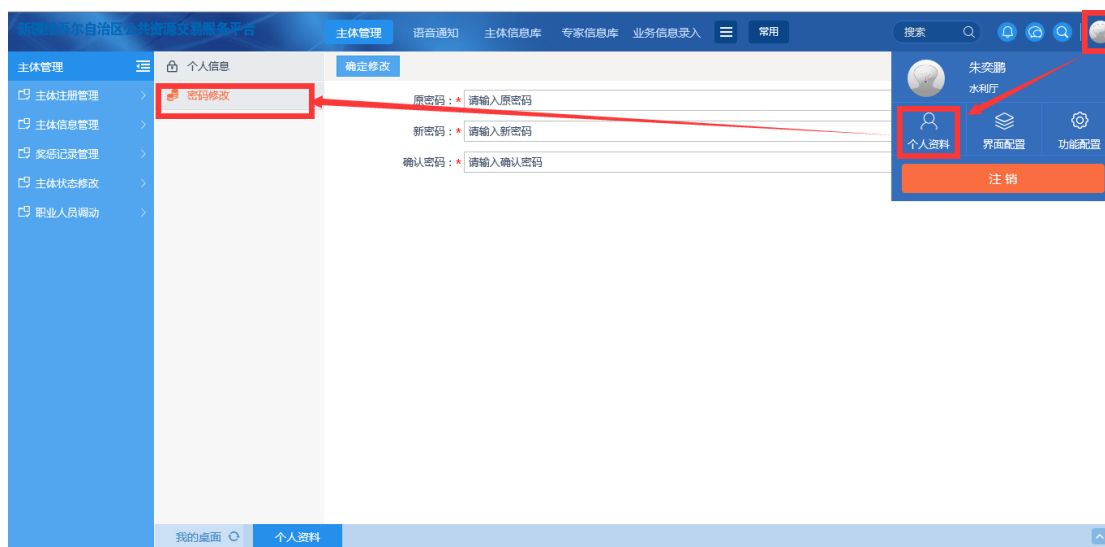 新疆维吾尔自治区公共资源交易服务平台
主体管理 语音通知 主体信息库 专家信息库 业务信息录入 常用 搜索
主体管理 个人信息 确定修改 朱奕鹏
水利厅
主体注册管理 密码修改 原密码：* 请输入原密码
主体信息管理 新密码：* 请输入新密码
奖惩记录管理 确认密码：* 请输入确认密码
个人资料 界面配置 功能配置
主体状态修改 注 销
职业人员调动
我的桌面 个人资料